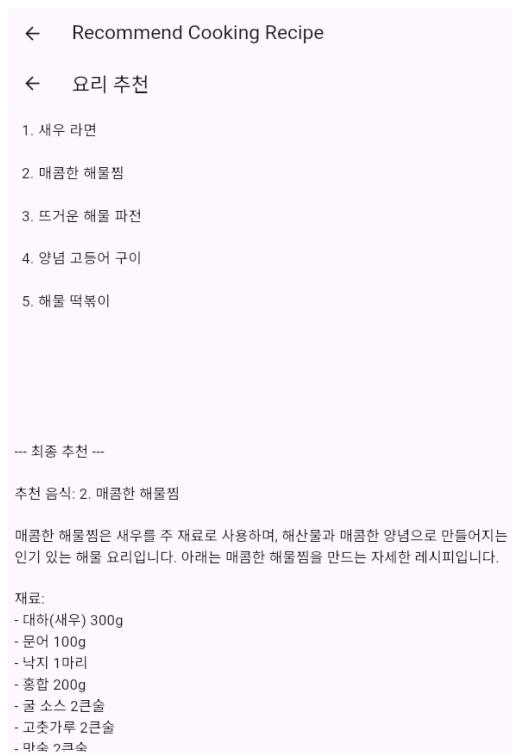 Recommend Cooking Recipe
요리 추천
1. 새우 라면
2. 매콤한 해물찜
3. 뜨거운 해물 파전
4. 양념 고등어 구이
5. 해물 떡볶이
--- 최종 추천 ---
추천 음식: 2. 매콤한 해물찜
매콤한 해물찜은 새우를 주 재료로 사용하며, 해산물과 매콤한 양념으로 만들어지는
인기 있는 해물 요리입니다. 아래는 매콤한 해물찜을 만드는 자세한 레시피입니다.
재료:
- 대하(새우) 300g
- 문어 100g
- 낙지 1마리
- 홍합 200g
- 굴 소스 2큰술
- 고춧가루 2큰술
- 맛술 2큰술